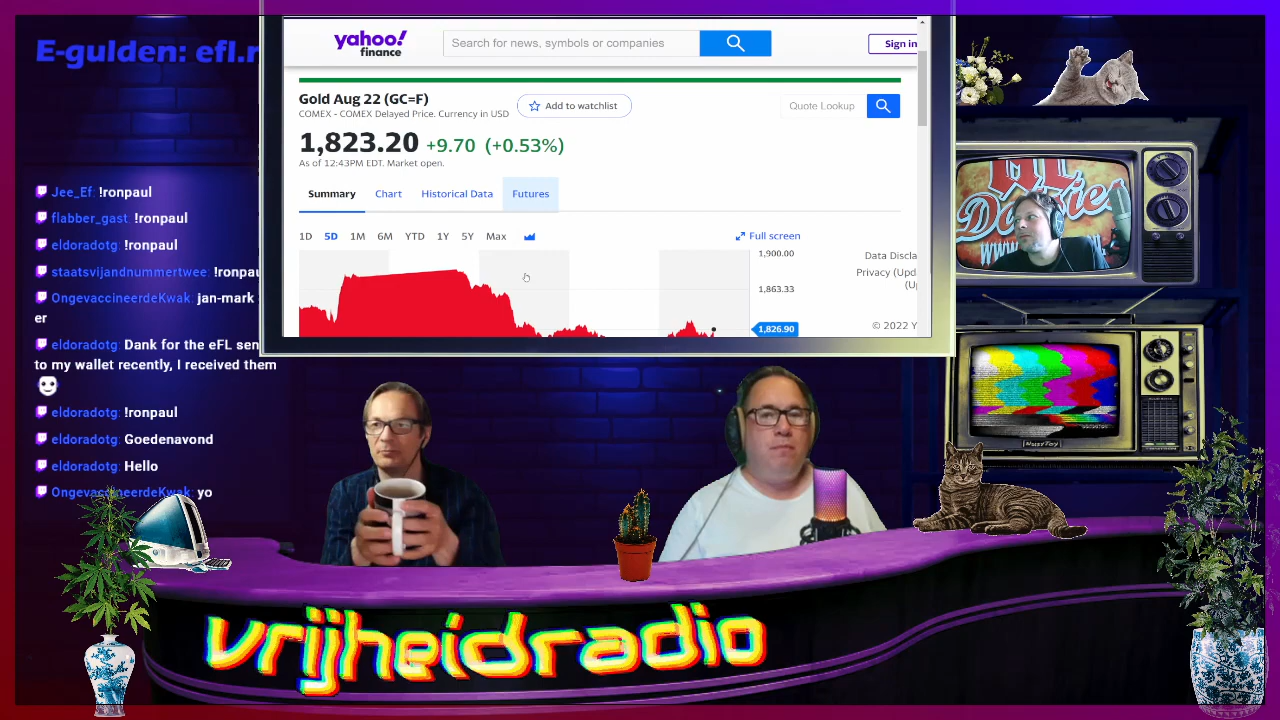 E-gulden: efl.r
yahoo!
finance
Search for news, symbols or companies
Sign in
Gold Aug 22 (GC=F)
Add to watchlist
COMEX - COMEX Delayed Price. Currency in USD
Quote Lookup
1,823.20 +9.70 (+0.53%)
As of 12:43PM EDT. Market open.
Summary Chart Historical Data Futures
1D 5D 1M 6M YTD 1Y 5Y Max
Full screen
1,900.00
1,863.33
1,826.90
Data Discla
Privacy (Upd
(U
© 2022 Y
Jee_Ef !ronpaul
flabber_gast !ronpaul
eldoradotg: !ronpaul
staatsvijandnummertwee: !ronpau
OngevaccineerdeKwak: jan-mark
er
eldoradotg: Dank for the eFL sen
to my wallet recently, I received them
eldoradotg: !ronpaul
eldoradotg: Goedenavond
eldoradotg: Hello
OngevaccineerdeKwak: yo
vrijheidradio